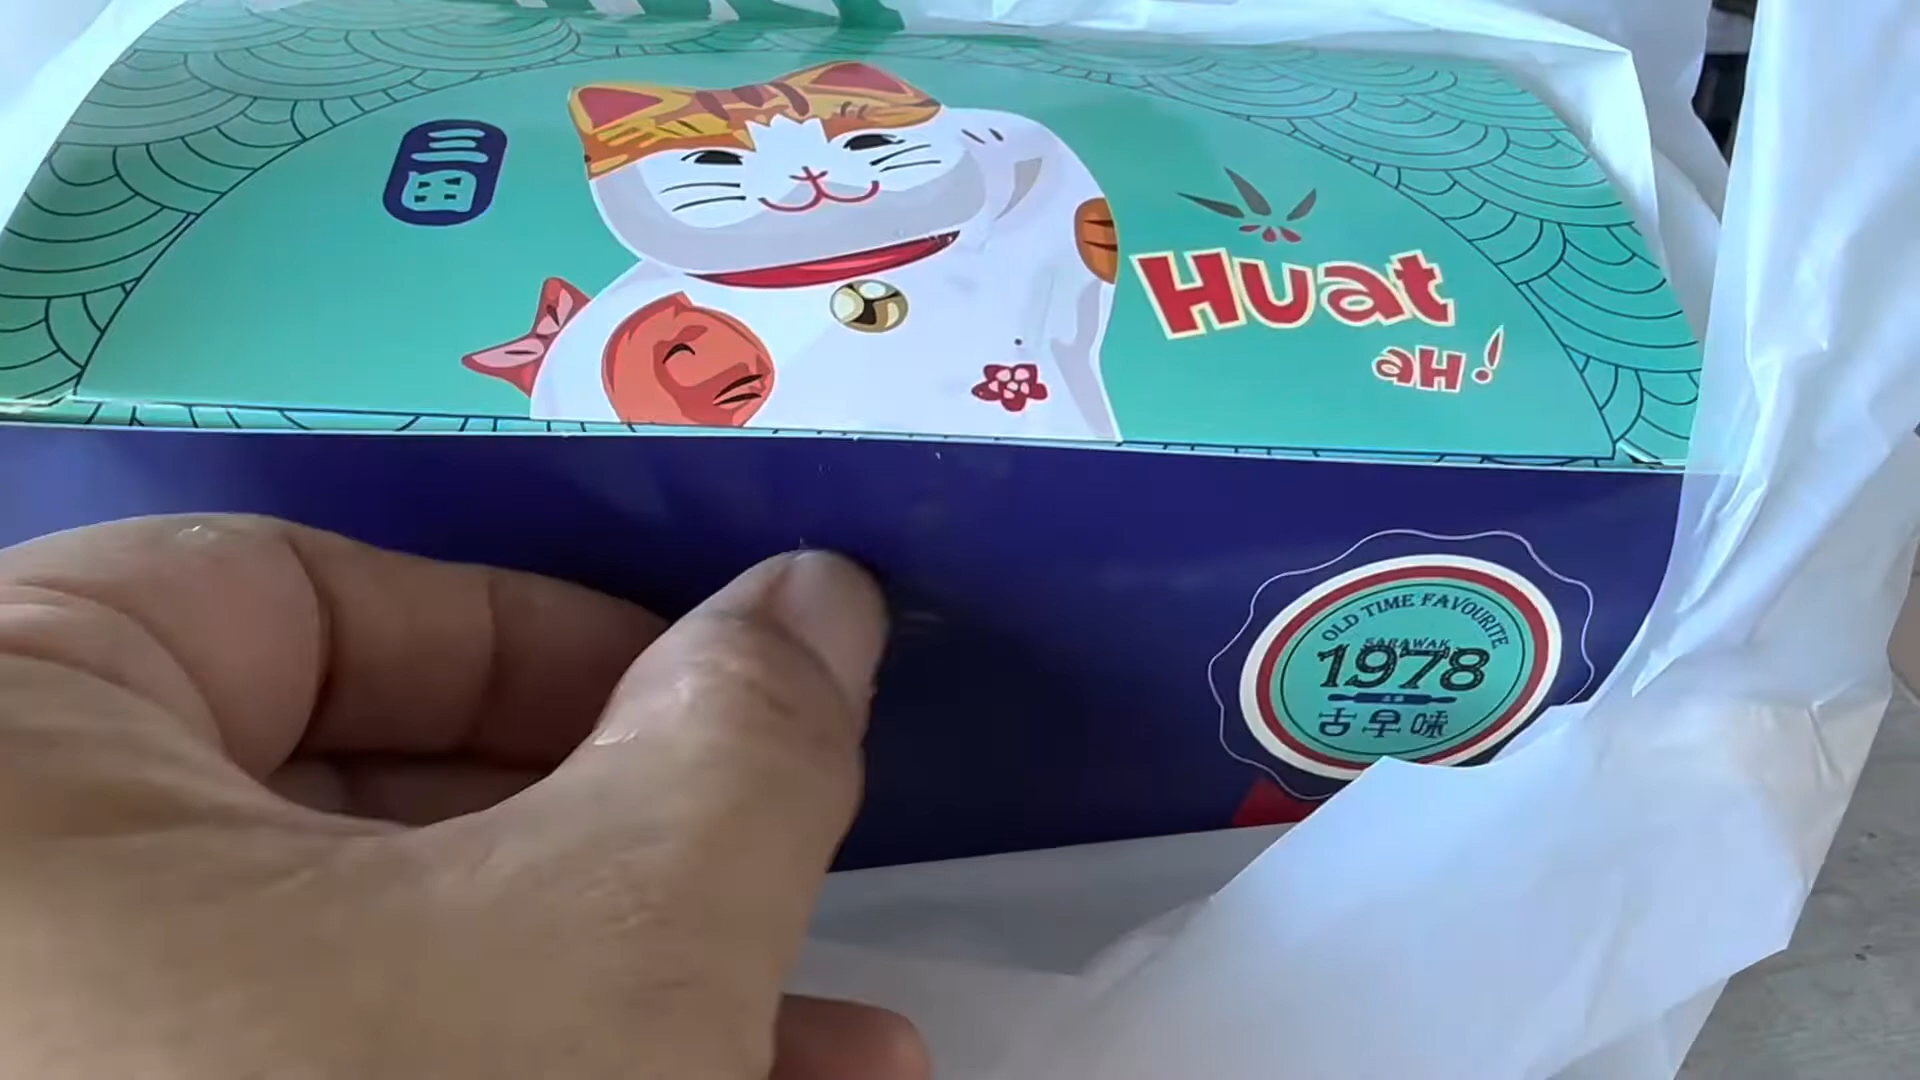 三田
Huat
aH!
OLD TIME FAVOURITE
SARAWAK
1978
古早味